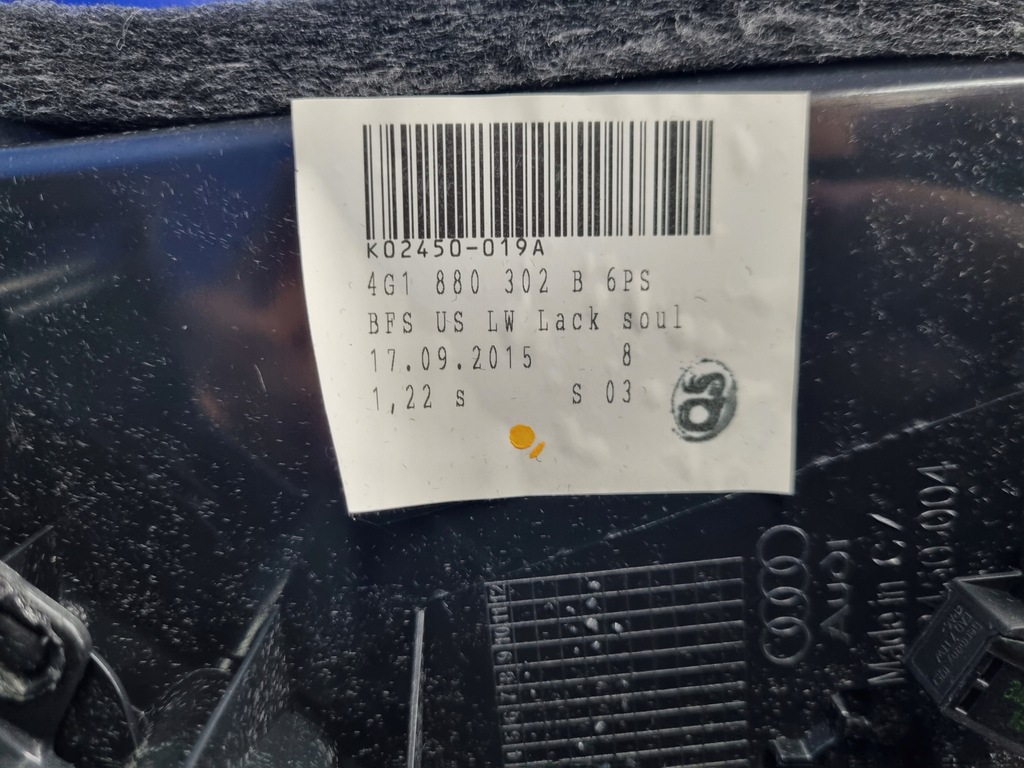 K02450-019A
4G1 880 302 B 6PS
BFS US LW Lack soul
17.09.2015 8
1,22 s S 03
as
Audi
Made in